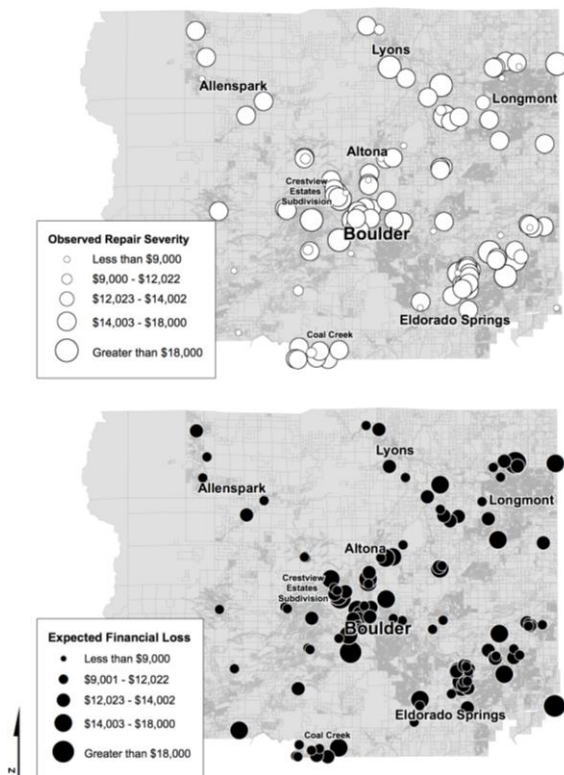 Lyons
Allenspark
Longmont
Altona
Crestview
Estates
Subdivision
Boulder
Observed Repair Severity
Less than $9,000
$9,000 - $12,022
$12,023 - $14,002
$14,003 - $18,000
Greater than $18,000
Eldorado Springs
Coal Creek
Lyons
Allenspark
Longmont
Altona
Crestview
Estates
Subdivision
Boulder
Expected Financial Loss
Less than $9,000
$9,001 - $12,022
$12,023 - $14,002
$14,003 - $18,000
Greater than $18,000
Eldorado Springs
Coal Creek
N